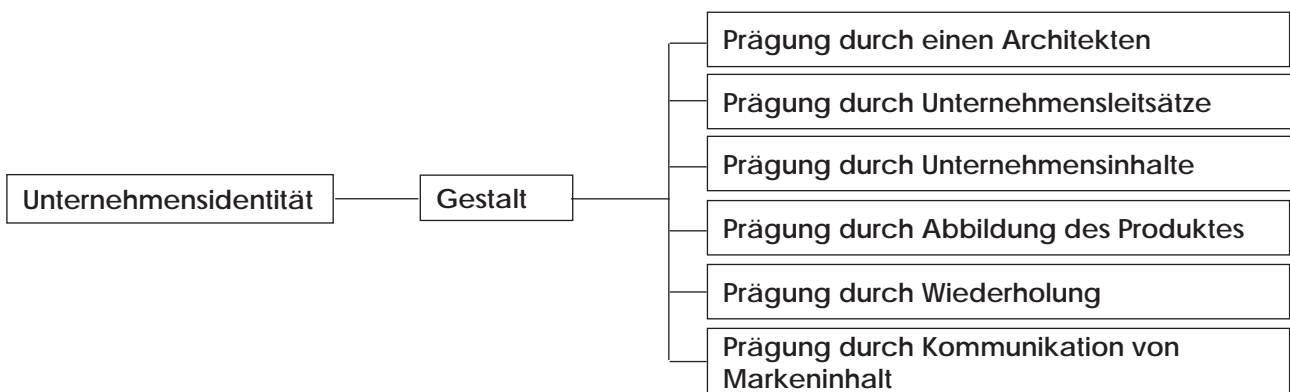 Prägung durch einen Architekten
Prägung durch Unternehmensleitsätze
Prägung durch Unternehmensinhalte
Unternehmensidentität
Gestalt
Prägung durch Abbildung des Produktes
Prägung durch Wiederholung
Prägung durch Kommunikation von
Markeninhalt